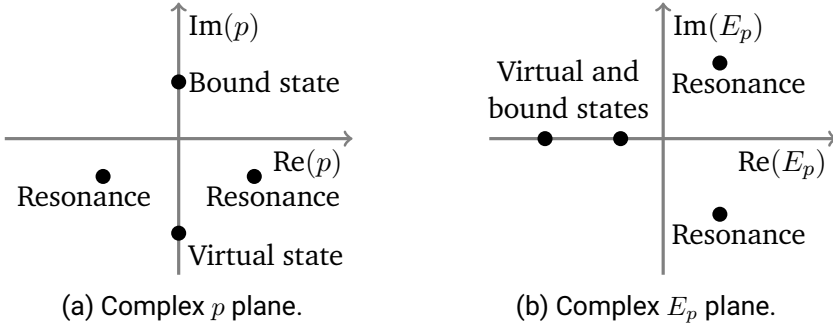 Im(p)
Bound state
Re(p)
Resonance
Resonance
Virtual state
(a) Complex p plane.
Im(E_p)
Virtual and
bound states
Resonance
Re(E_p)
Resonance
(b) Complex E_p plane.